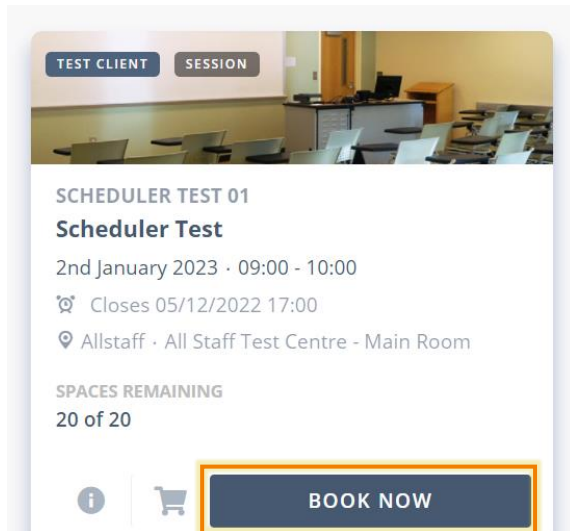 TEST CLIENT SESSION
SCHEDULER TEST 01
Scheduler Test
2nd January 2023 · 09:00 - 10:00
Closes 05/12/2022 17:00
Allstaff · All Staff Test Centre - Main Room
SPACES REMAINING
20 of 20
BOOK NOW